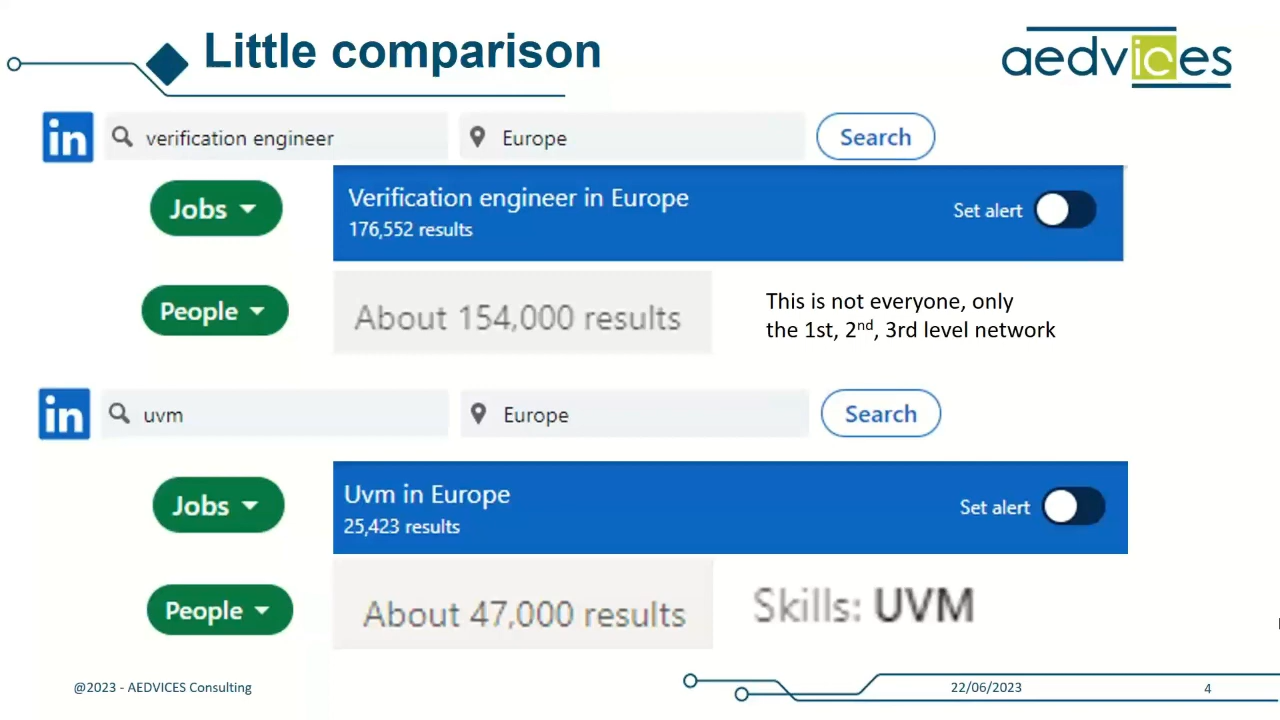 Little comparison
aedvices
in verification engineer Europe Search
Jobs Verification engineer in Europe
176,552 results
Set alert
People About 154,000 results
This is not everyone, only
the 1st, 2nd, 3rd level network
in uvm Europe Search
Jobs Uvm in Europe
25,423 results
Set alert
People About 47,000 results
Skills: UVM
@2023 - AEDVICES Consulting
22/06/2023
4